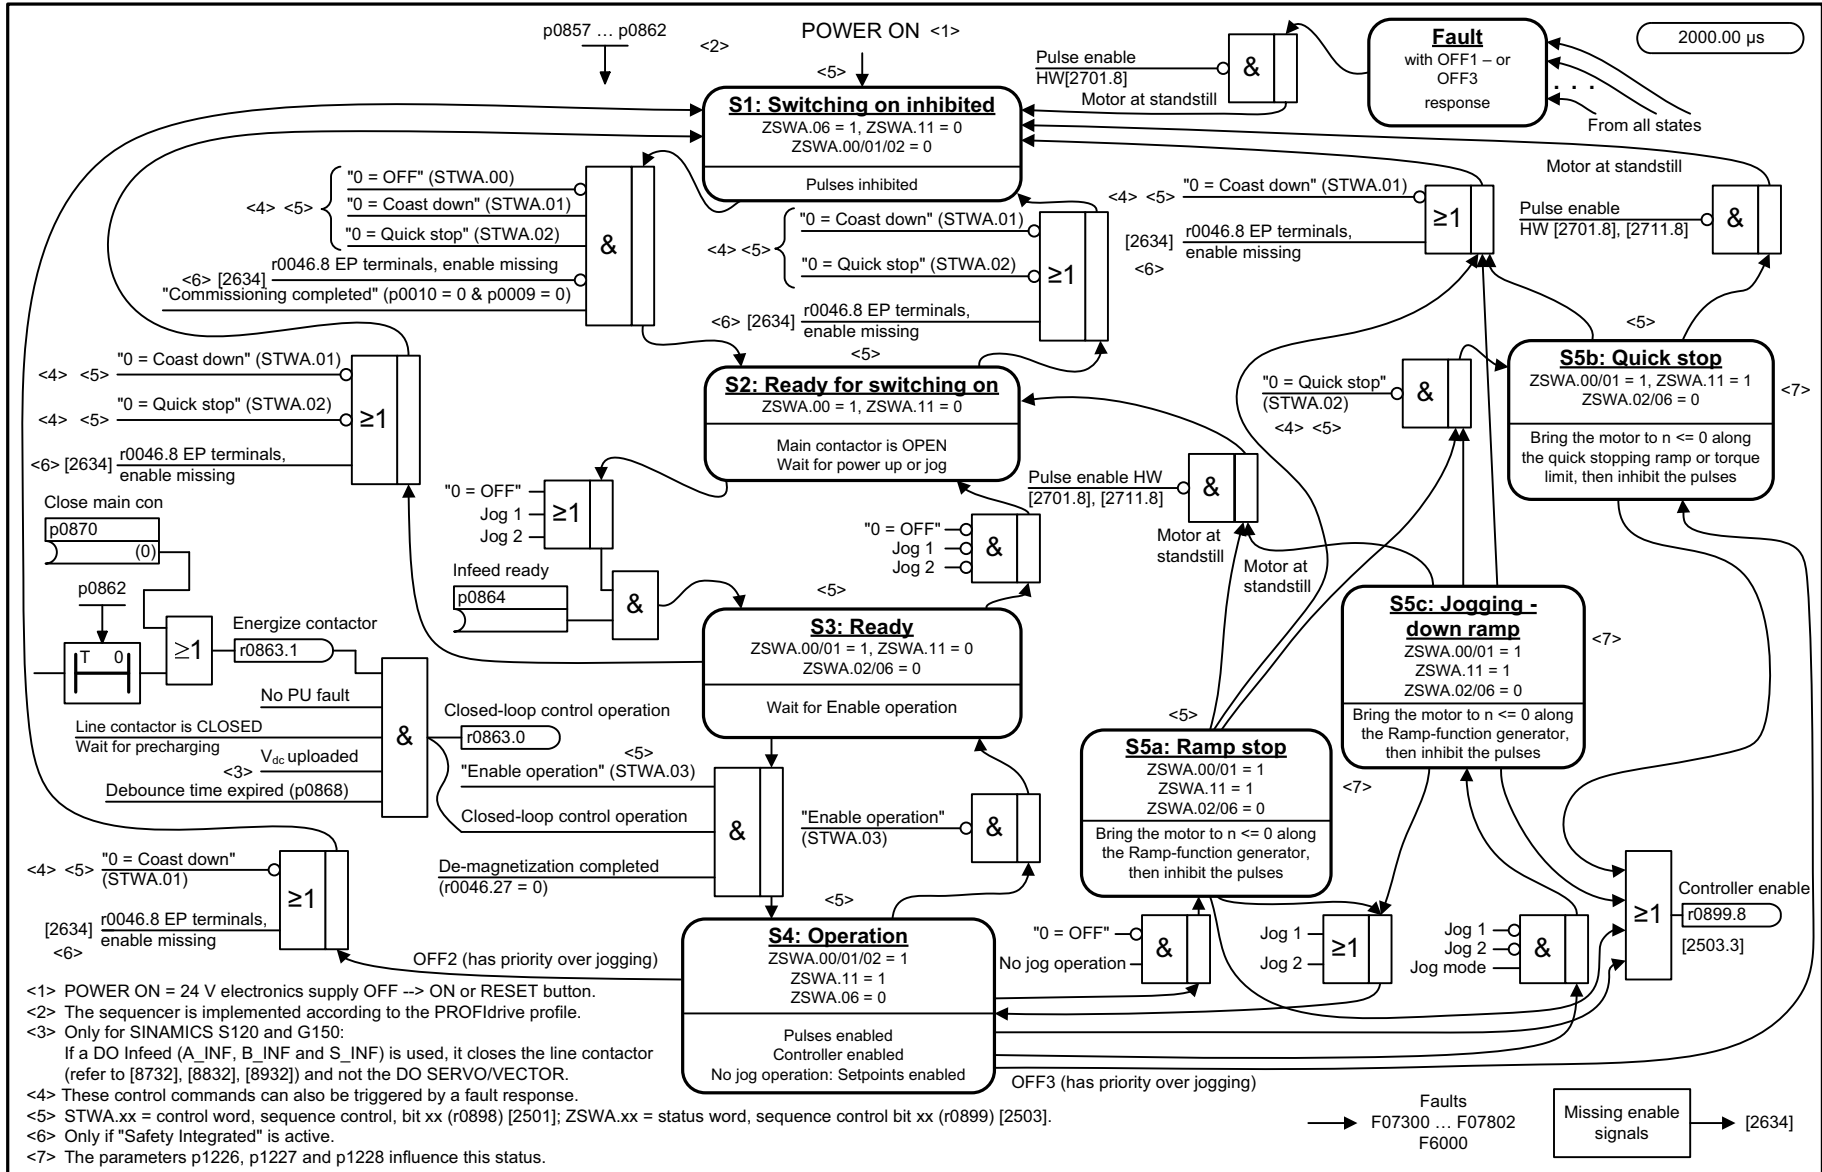 p0857 … p0862
<2>
POWER ON <1>
<5>
Pulse enable
HW[2701.8]
&
Motor at standstill
Fault
with OFF1 – or
OFF3
response
. . .
From all states
2000.00 µs
S1: Switching on inhibited
ZSWA.06 = 1, ZSWA.11 = 0
ZSWA.00/01/02 = 0
Pulses inhibited
<4> <5>
"0 = OFF" (STWA.00)
"0 = Coast down" (STWA.01)
"0 = Quick stop" (STWA.02)
r0046.8 EP terminals, enable missing
<6> [2634]
"Commissioning completed" (p0010 = 0 & p0009 = 0)
&
"0 = Coast down" (STWA.01)
<4> <5>
"0 = Quick stop" (STWA.02)
<6> [2634]
r0046.8 EP terminals,
enable missing
≥1
<4> <5>
"0 = Coast down" (STWA.01)
[2634]
r0046.8 EP terminals,
enable missing
<6>
≥1
Motor at standstill
Pulse enable
HW [2701.8], [2711.8]
&
<4> <5>
"0 = Coast down" (STWA.01)
<4> <5>
"0 = Quick stop" (STWA.02)
<6> [2634]
r0046.8 EP terminals,
enable missing
≥1
<5>
S2: Ready for switching on
ZSWA.00 = 1, ZSWA.11 = 0
Main contactor is OPEN
Wait for power up or jog
"0 = Quick stop"
(STWA.02)
<4> <5>
&
<5>
S5b: Quick stop
ZSWA.00/01 = 1, ZSWA.11 = 1
ZSWA.02/06 = 0
Bring the motor to n <= 0 along
the quick stopping ramp or torque
limit, then inhibit the pulses
<7>
Close main con
p0870
(0)
"0 = OFF"
Jog 1
Jog 2
≥1
"0 = OFF"
Jog 1
Jog 2
&
Pulse enable HW
[2701.8], [2711.8]
&
Motor at
standstill
Motor at
standstill
Infeed ready
p0864
&
p0862
T 0
≥1
Energize contactor
r0863.1
<5>
S3: Ready
ZSWA.00/01 = 1, ZSWA.11 = 0
ZSWA.02/06 = 0
Wait for Enable operation
S5c: Jogging -
down ramp
ZSWA.00/01 = 1
ZSWA.11 = 1
ZSWA.02/06 = 0
Bring the motor to n <= 0 along
the Ramp-function generator,
then inhibit the pulses
<7>
No PU fault
Line contactor is CLOSED
Wait for precharging
Vdc uploaded
<3>
Debounce time expired (p0868)
&
Closed-loop control operation
r0863.0
<5>
"Enable operation" (STWA.03)
Closed-loop control operation
De-magnetization completed
(r0046.27 = 0)
&
"Enable operation"
(STWA.03)
&
<5>
S5a: Ramp stop
ZSWA.00/01 = 1
ZSWA.11 = 1
ZSWA.02/06 = 0
Bring the motor to n <= 0 along
the Ramp-function generator,
then inhibit the pulses
<7>
<4> <5>
"0 = Coast down"
(STWA.01)
[2634]
r0046.8 EP terminals,
enable missing
<6>
≥1
OFF2 (has priority over jogging)
<5>
S4: Operation
ZSWA.00/01/02 = 1
ZSWA.11 = 1
ZSWA.06 = 0
Pulses enabled
Controller enabled
No jog operation: Setpoints enabled
"0 = OFF"
No jog operation
&
Jog 1
Jog 2
≥1
Jog 1
Jog 2
Jog mode
&
≥1
Controller enable
r0899.8
[2503.3]
OFF3 (has priority over jogging)
<1> POWER ON = 24 V electronics supply OFF --> ON or RESET button.
<2> The sequencer is implemented according to the PROFIdrive profile.
<3> Only for SINAMICS S120 and G150:
If a DO Infeed (A_INF, B_INF and S_INF) is used, it closes the line contactor
(refer to [8732], [8832], [8932]) and not the DO SERVO/VECTOR.
<4> These control commands can also be triggered by a fault response.
<5> STWA.xx = control word, sequence control, bit xx (r0898) [2501]; ZSWA.xx = status word, sequence control bit xx (r0899) [2503].
<6> Only if "Safety Integrated" is active.
<7> The parameters p1226, p1227 and p1228 influence this status.
Faults
F07300 … F07802
F6000
Missing enable
signals
[2634]